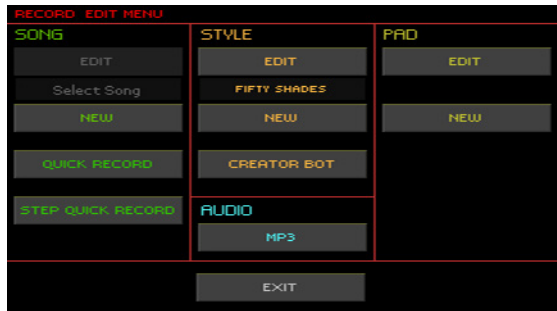 RECORD EDIT MENU
SONG
EDIT
Select Song
NEW
QUICK RECORD
STEP QUICK RECORD
STYLE
EDIT
FIFTY SHADES
NEW
CREATOR BOT
AUDIO
MP3
PAD
EDIT
NEW
EXIT